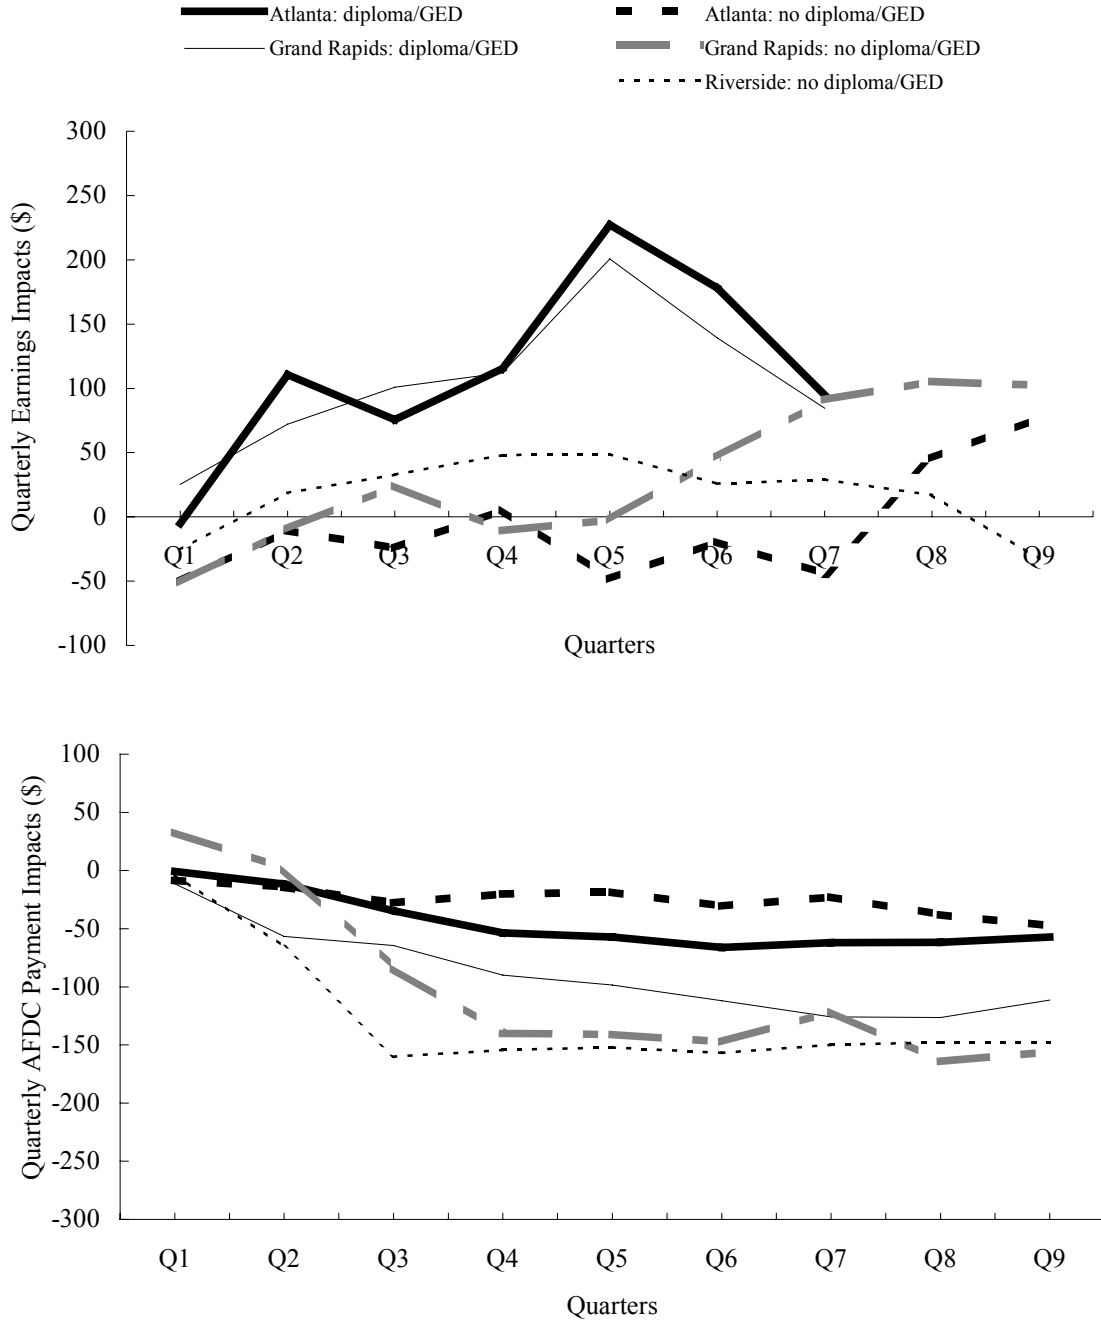 Atlanta: diploma/GED
Atlanta: no diploma/GED
Grand Rapids: diploma/GED
Grand Rapids: no diploma/GED
Riverside: no diploma/GED
Quarterly Earnings Impacts ($)
300
250
200
150
100
50
0
-50
-100
Q1 Q2 Q3 Q4 Q5 Q6 Q7 Q8 Q9
Quarters
Quarterly AFDC Payment Impacts ($)
100
50
0
-50
-100
-150
-200
-250
-300
Q1 Q2 Q3 Q4 Q5 Q6 Q7 Q8 Q9
Quarters